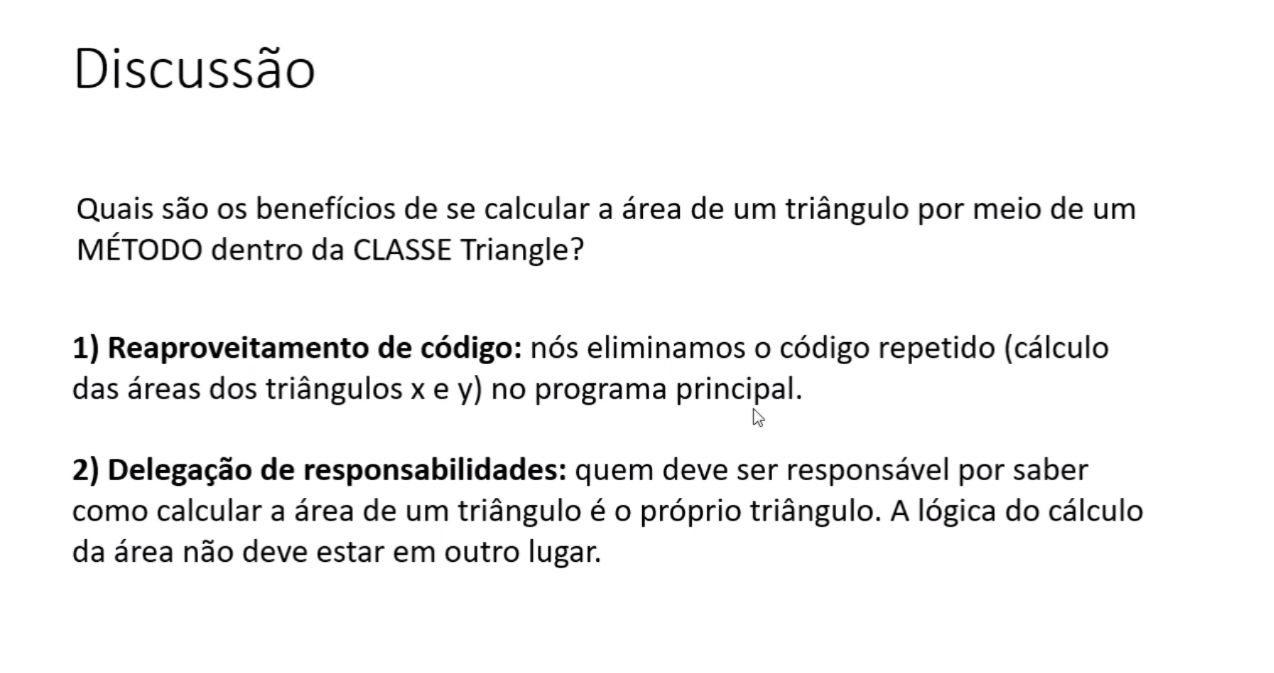 Discussão
Quais são os benefícios de se calcular a área de um triângulo por meio de um
MÉTODO dentro da CLASSE Triangle?
1) Reaproveitamento de código: nós eliminamos o código repetido (cálculo
das áreas dos triângulos x e y) no programa principal.
2) Delegação de responsabilidades: quem deve ser responsável por saber
como calcular a área de um triângulo é o próprio triângulo. A lógica do cálculo
da área não deve estar em outro lugar.